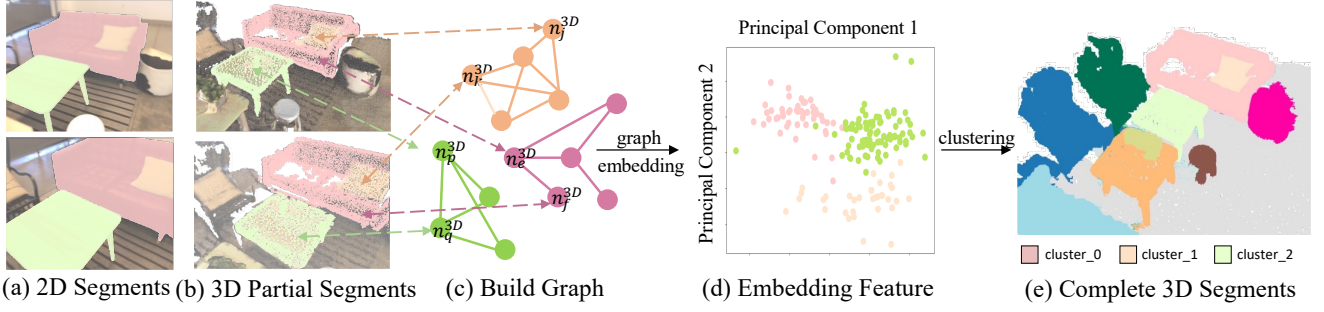 n_j^{3D}
n_i^{3D}
n_p^{3D}
n_e^{3D}
n_f^{3D}
n_q^{3D}
graph
embedding
Principal Component 1
Principal Component 2
clustering
cluster_0
cluster_1
cluster_2
(a) 2D Segments
(b) 3D Partial Segments
(c) Build Graph
(d) Embedding Feature
(e) Complete 3D Segments